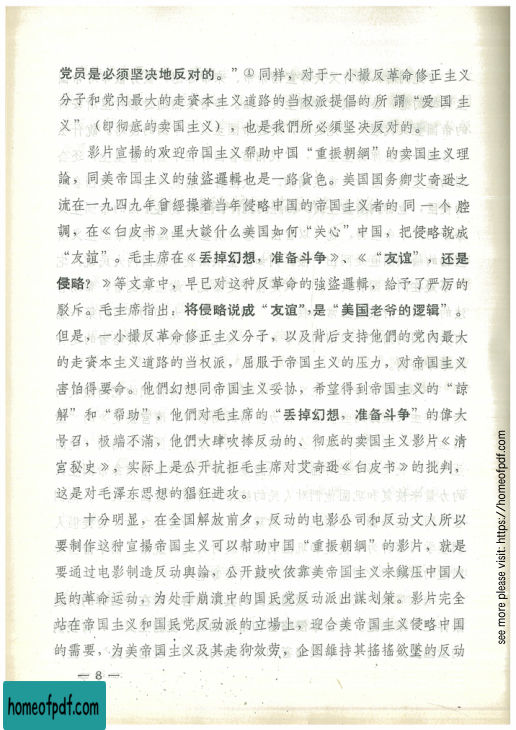 党员是必须坚决地反对的。”①同样，对于一小撮反革命修正主义
分子和党內最大的走資本主义道路的当权派提倡的所謂“爱国主
义”（即彻底的卖国主义），也是我們所必须坚决反对的。
影片宣揚的欢迎帝国主义帮助中国“重振朝綱”的卖国主义理
論，同美帝国主义的強盜邏輯也是一路貨色。美国国务卿艾奇逊之
流在一九四九年曾經操着当年侵略中国的帝国主义者的同一个腔
調，在《白皮书》里大談什么美国如何“关心”中国，把侵略就成
“友誼”。毛主席在《丢掉幻想，准备斗争》、《“友誼”，还是
侵略？》等文章中，早已对这种反革命的強盜邏輯，給予了严厉的
駁斥。毛主席指出，将侵略说成“友誼”，是“美国老爷的逻辑”。
但是，一小撮反革命修正主义分子，以及背后支持他們的党內最大
的走資本主义道路的当权派，屈服于帝国主义的压力，对帝国主义
害怕得要命。他們幻想同帝国主义妥协，希望得到帝国主义的“諒
解”和“帮助”，他們对毛主席的“丢掉幻想，准备斗争”的偉大
号召，极端不滿，他們大肆吹捧反动的、彻底的卖国主义影片《清
宮秘史》，实际上是公开抗拒毛主席对艾奇逊《白皮书》的批判，
这是对毛澤东思想的猖狂进攻。
十分明显，在全国解放前夕，反动的电影公司和反动文人所以
要制作这种宣揚帝国主义可以帮助中国“重振朝綱”的影片，就是
要通过电影制造反动輿論，公开鼓吹依靠美帝国主义来鎭压中国人
民的革命运动，为处于崩潰中的国民党反动派出謀划策。影片完全
站在帝国主义和国民党反动派的立場上，迎合美帝国主义侵略中国
的需要，为美帝国主义及其走狗效劳，企图維持其搖搖欲墜的反动
— 8 —
homeofpdf.com
see more please visit: https://homeofpdf.com